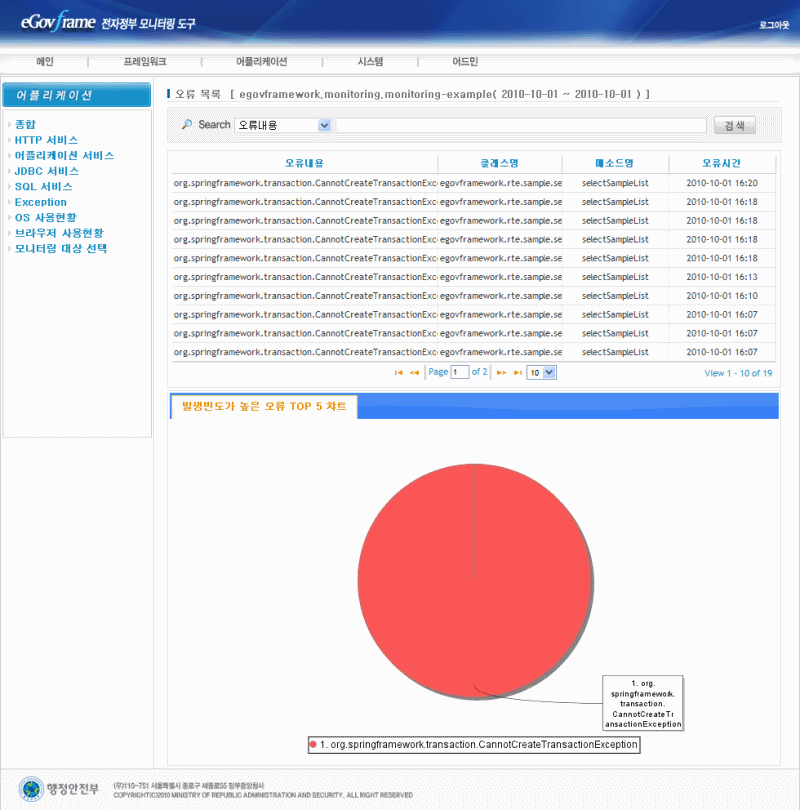 eGovframe 전자정부 모니터링 도구
로그아웃
메인 | 프레임워크 | 어플리케이션 | 시스템 | 어드민
어플리케이션
종합
HTTP 서비스
어플리케이션 서비스
JDBC 서비스
SQL 서비스
Exception
OS 사용현황
브라우저 사용현황
모니터링 대상 선택
오류 목록 [ egovframework.monitoring.monitoring-example( 2010-10-01 ~ 2010-10-01 ) ]
Search 오류내용 검색
오류내용 클래스명 메소드명 오류시간
org.springframework.transaction.CannotCreateTransactionExc egovframework.rte.sample.se selectSampleList 2010-10-01 16:20
org.springframework.transaction.CannotCreateTransactionExc egovframework.rte.sample.se selectSampleList 2010-10-01 16:18
org.springframework.transaction.CannotCreateTransactionExc egovframework.rte.sample.se selectSampleList 2010-10-01 16:18
org.springframework.transaction.CannotCreateTransactionExc egovframework.rte.sample.se selectSampleList 2010-10-01 16:18
org.springframework.transaction.CannotCreateTransactionExc egovframework.rte.sample.se selectSampleList 2010-10-01 16:18
org.springframework.transaction.CannotCreateTransactionExc egovframework.rte.sample.se selectSampleList 2010-10-01 16:13
org.springframework.transaction.CannotCreateTransactionExc egovframework.rte.sample.se selectSampleList 2010-10-01 16:10
org.springframework.transaction.CannotCreateTransactionExc egovframework.rte.sample.se selectSampleList 2010-10-01 16:07
org.springframework.transaction.CannotCreateTransactionExc egovframework.rte.sample.se selectSampleList 2010-10-01 16:07
org.springframework.transaction.CannotCreateTransactionExc egovframework.rte.sample.se selectSampleList 2010-10-01 16:07
Page 1 of 2 10 View 1 - 10 of 19
발생빈도가 높은 오류 TOP 5 챠트
1. org.
springframework.
transaction.
CannotCreateTr
ansactionException
1. org.springframework.transaction.CannotCreateTransactionException
행정안전부
(우)110-751 서울특별시 종로구 세종로55 정부중앙청사
COPYRIGHT(C)2010 MINISTRY OF REPUBLIC ADMINISTRATION AND SECURITY. ALL RIGHT RESERVED